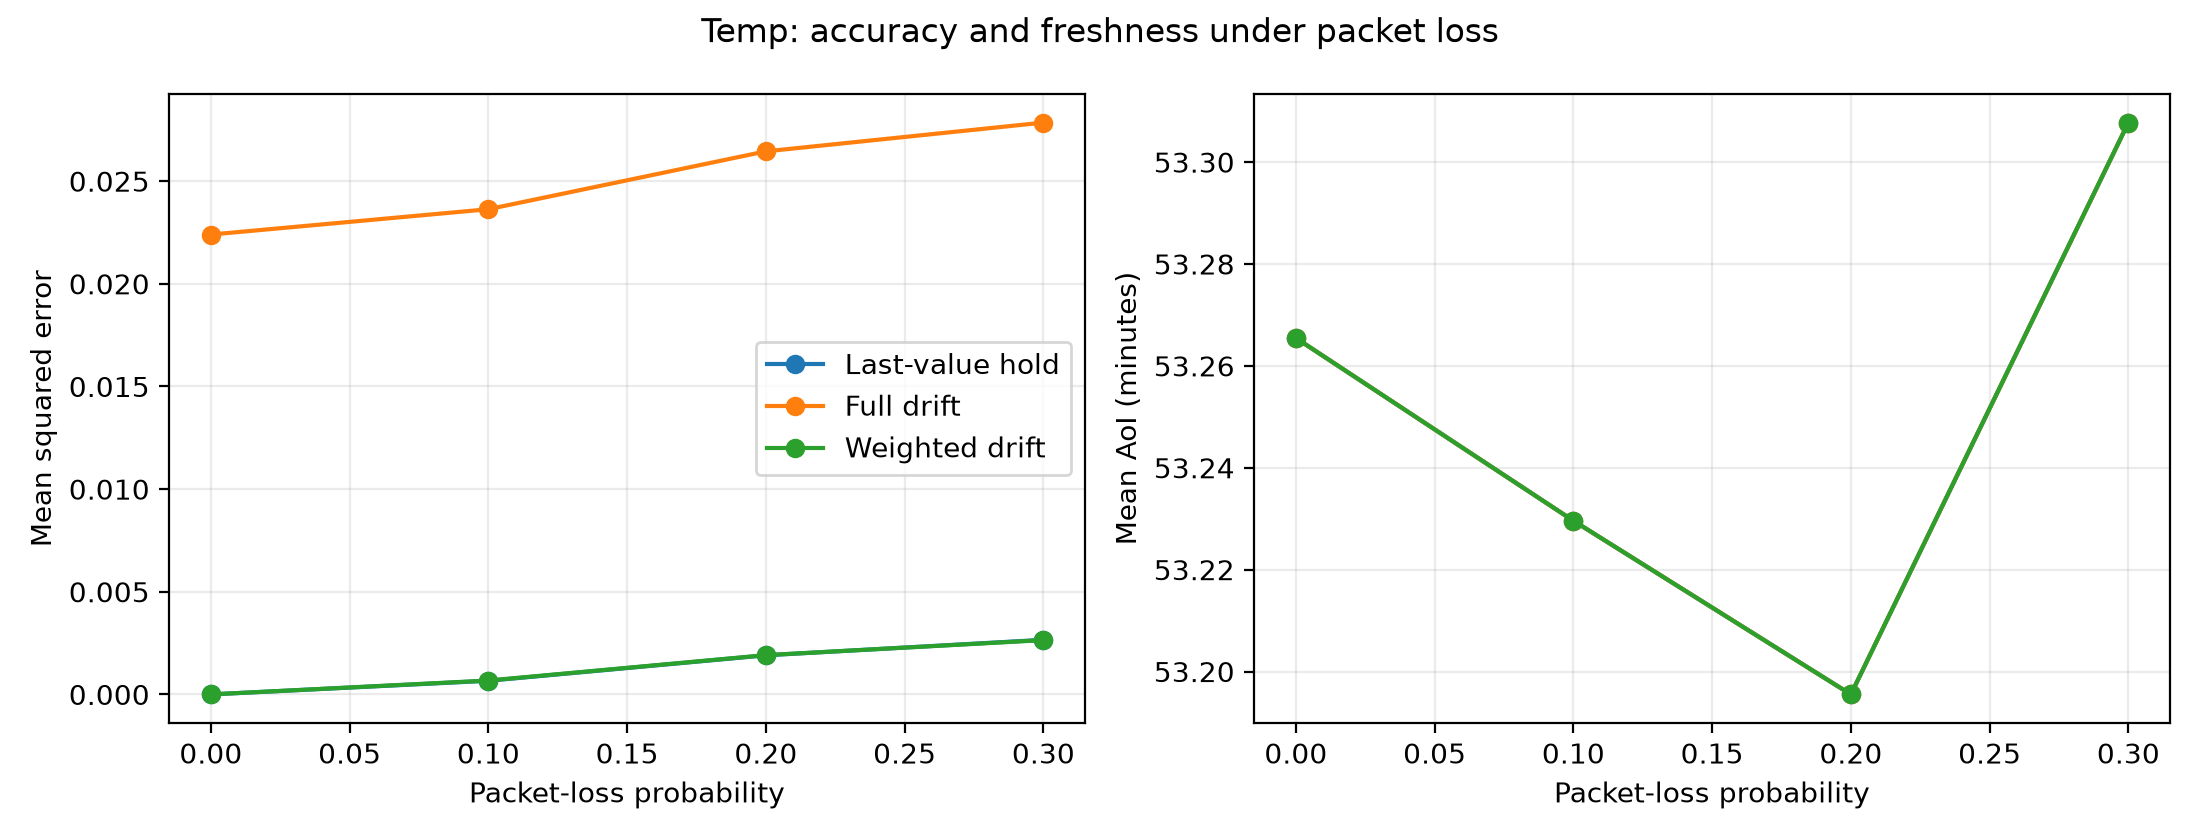 Temp: accuracy and freshness under packet loss
Mean squared error
0.025
0.020
0.015
0.010
0.005
0.000
Last-value hold
Full drift
Weighted drift
0.00 0.05 0.10 0.15 0.20 0.25 0.30
Packet-loss probability
Mean AoI (minutes)
53.30
53.28
53.26
53.24
53.22
53.20
0.00 0.05 0.10 0.15 0.20 0.25 0.30
Packet-loss probability